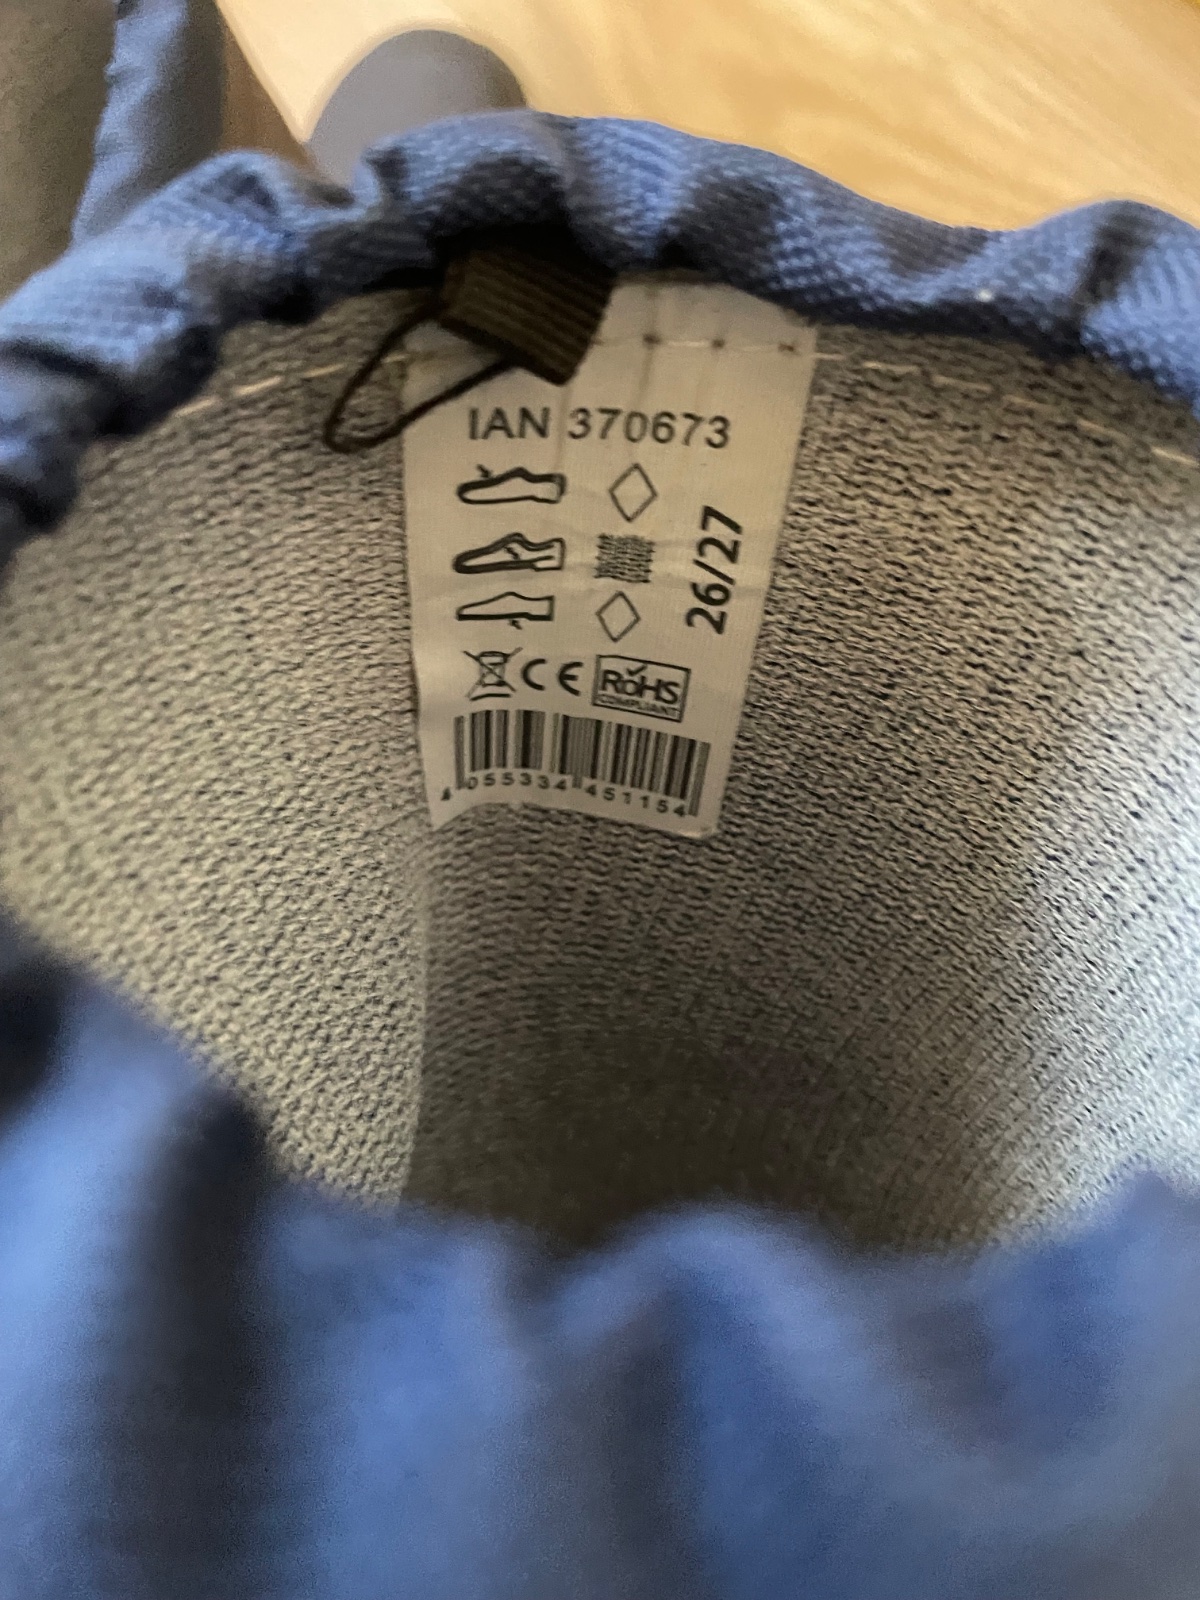 IAN 370673
26/27
CE
RoHS
COMPLIANT
4 055334 451154